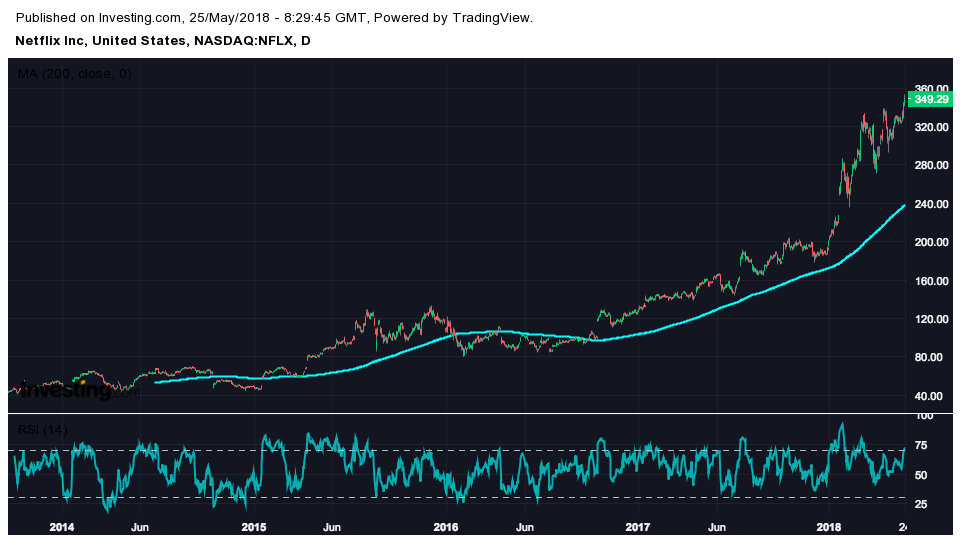 Published on Investing.com, 25/May/2018 - 8:29:45 GMT, Powered by TradingView.
Netflix Inc, United States, NASDAQ:NFLX, D
MA (200, close, 0)
360.00
349.29
320.00
280.00
240.00
200.00
160.00
120.00
80.00
40.00
Investing.com
100
RSI (14)
75
50
25
2014 Jun 2015 Jun 2016 Jun 2017 Jun 2018